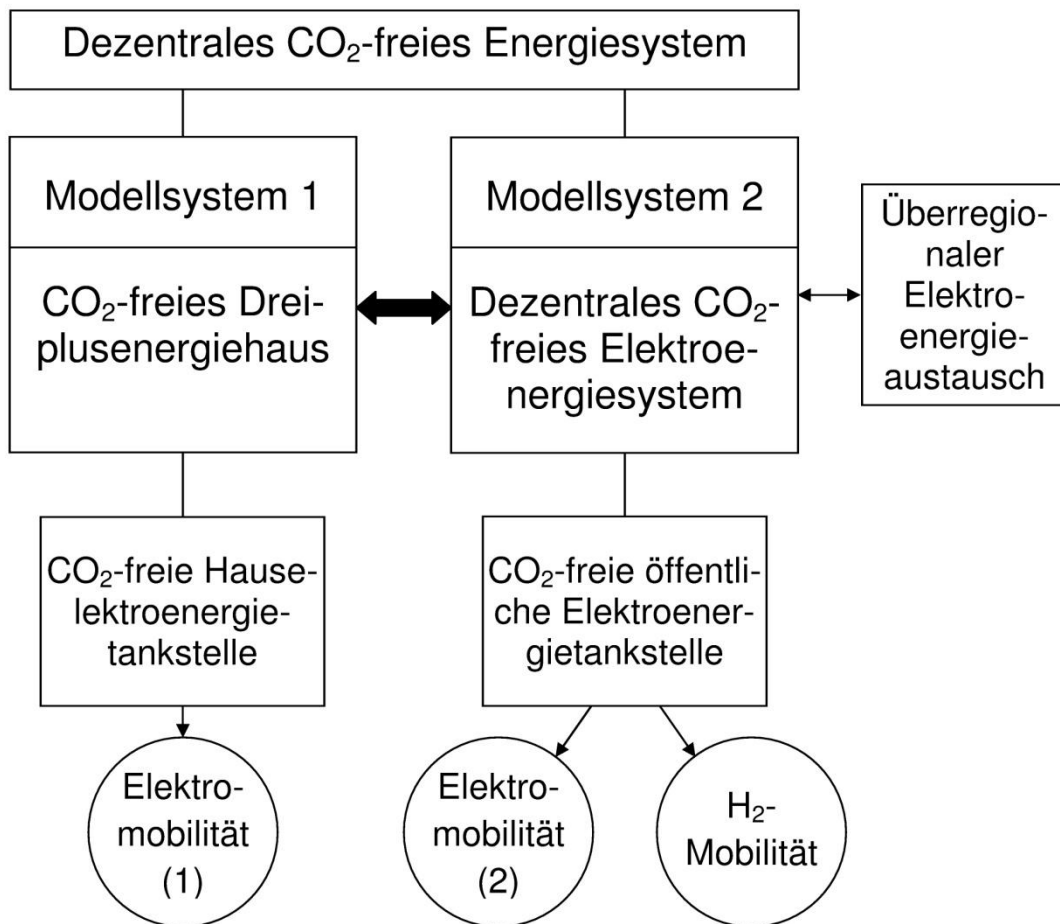 Dezentrales CO₂-freies Energiesystem
Modellsystem 1
CO₂-freies Drei-
plusenergiehaus
Modellsystem 2
Dezentrales CO₂-
freies Elektroe-
nergiesystem
Überregio-
naler
Elektro-
energie-
austausch
CO₂-freie Hause-
lektroenergie-
tankstelle
CO₂-freie öffentli-
che Elektroener-
gietankstelle
Elektro-
mobilität
(1)
Elektro-
mobilität
(2)
H₂-
Mobilität